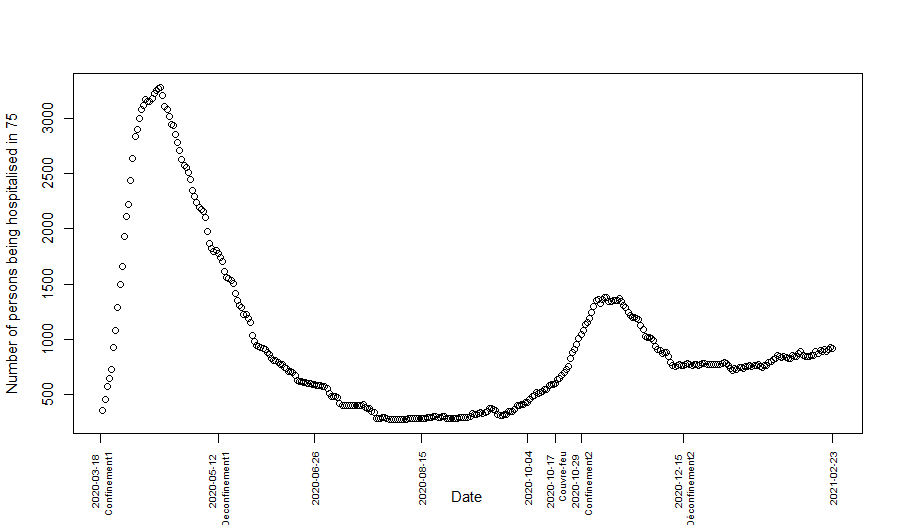 Number of persons being hospitalised in 75
3000
2500
2000
1500
1000
500
2020-03-18
Confinement1
2020-05-12
Deconfinement1
2020-06-26
2020-08-15
2020-10-04
2020-10-17
Couvre-feu
2020-10-29
Confinement2
2020-12-15
Déconfinement2
2021-02-23
Date